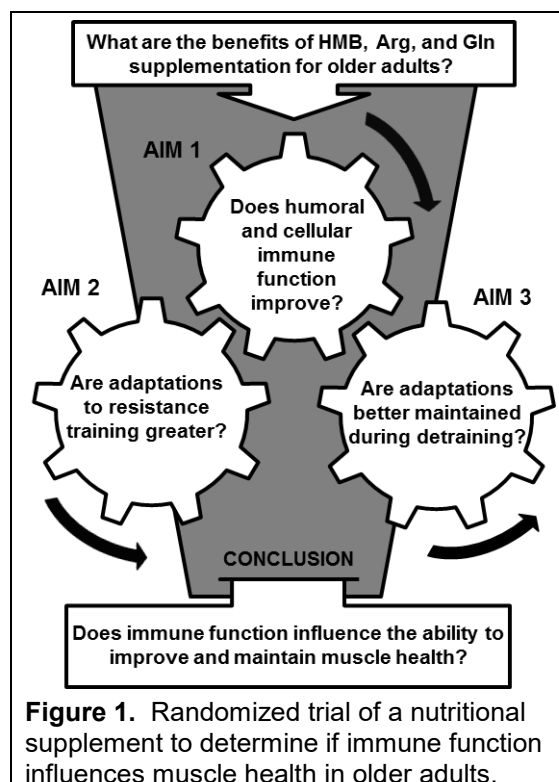 What are the benefits of HMB, Arg, and Gln
supplementation for older adults?
AIM 1
Does humoral
and cellular
immune
function
improve?
AIM 2
Are adaptations
to resistance
training greater?
AIM 3
Are adaptations
better maintained
during detraining?
CONCLUSION
Does immune function influence the ability to
improve and maintain muscle health?
Figure 1. Randomized trial of a nutritional
supplement to determine if immune function
influences muscle health in older adults.